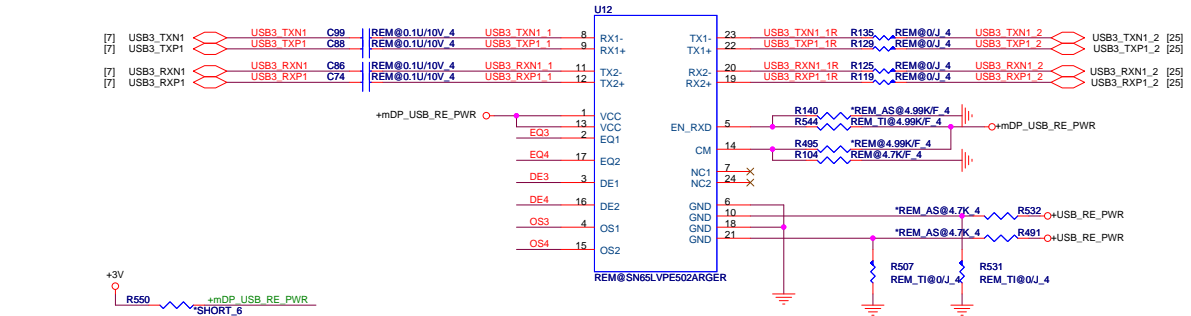 U12
[7] USB3_TXN1 USB3_TXN1 C99 REM@0.1U/10V_4 USB3_TXN1_1 8 RX1- TX1- 23 USB3_TXN1_1R R135 REM@0/J_4 USB3_TXN1_2 USB3_TXN1_2 [25]
[7] USB3_TXP1 USB3_TXP1 C88 REM@0.1U/10V_4 USB3_TXP1_1 9 RX1+ TX1+ 22 USB3_TXP1_1R R129 REM@0/J_4 USB3_TXP1_2 USB3_TXP1_2 [25]
[7] USB3_RXN1 USB3_RXN1 C86 REM@0.1U/10V_4 USB3_RXN1_1 11 TX2- RX2- 20 USB3_RXN1_1R R125 REM@0/J_4 USB3_RXN1_2 USB3_RXN1_2 [25]
[7] USB3_RXP1 USB3_RXP1 C74 REM@0.1U/10V_4 USB3_RXP1_1 12 TX2+ RX2+ 19 USB3_RXP1_1R R119 REM@0/J_4 USB3_RXP1_2 USB3_RXP1_2 [25]
R140 *REM_AS@4.99K/F_4
+mDP_USB_RE_PWR 1 VCC
R544 REM_TI@4.99K/F_4
13 VCC EN_RXD 5 +mDP_USB_RE_PWR
EQ3 2 EQ1
R495 *REM@4.99K/F_4
CM 14
EQ4 17 EQ2 R104 REM@4.7K/F_4
NC1 7
DE3 3 DE1 NC2 24
DE4 16 DE2 GND 6
GND 10 *REM_AS@4.7K_4 R532 +USB_RE_PWR
OS3 4 OS1 GND 18
GND 21 *REM_AS@4.7K_4 R491 +USB_RE_PWR
OS4 15 OS2
R507 R531
REM@SN65LVPE502ARGER REM_TI@0/J_4 REM_TI@0/J_4
+3V
R550 +mDP_USB_RE_PWR
*SHORT_6